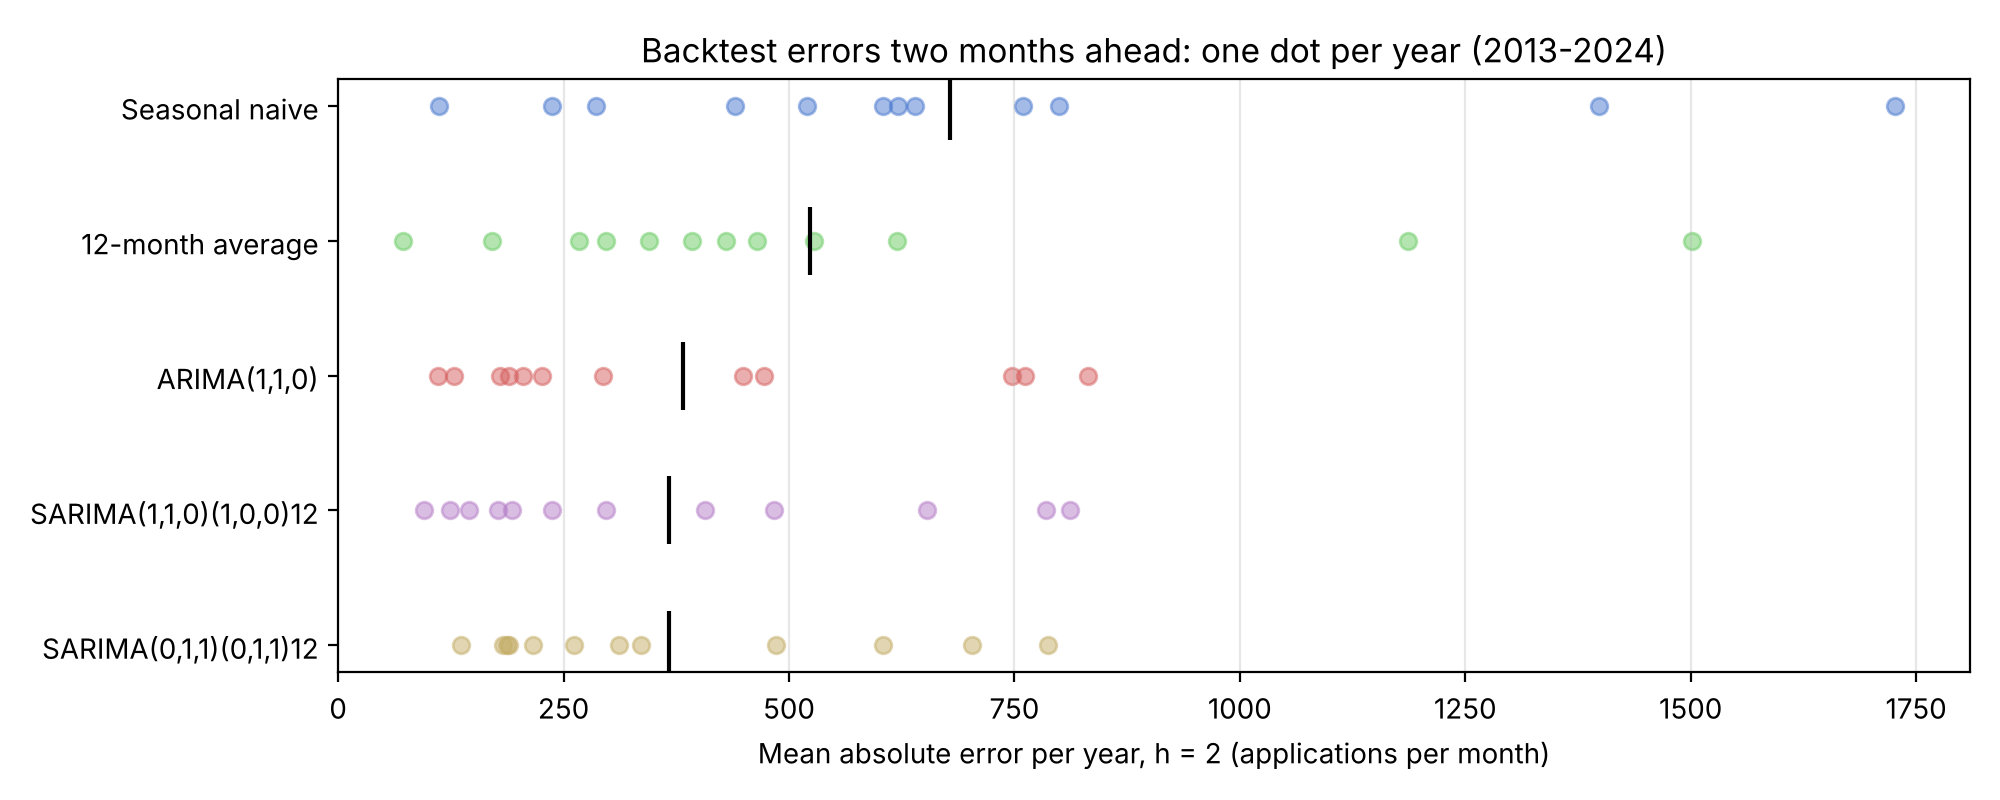 Backtest errors two months ahead: one dot per year (2013-2024)
Seasonal naive
12-month average
ARIMA(1,1,0)
SARIMA(1,1,0)(1,0,0)12
SARIMA(0,1,1)(0,1,1)12
0 250 500 750 1000 1250 1500 1750
Mean absolute error per year, h = 2 (applications per month)